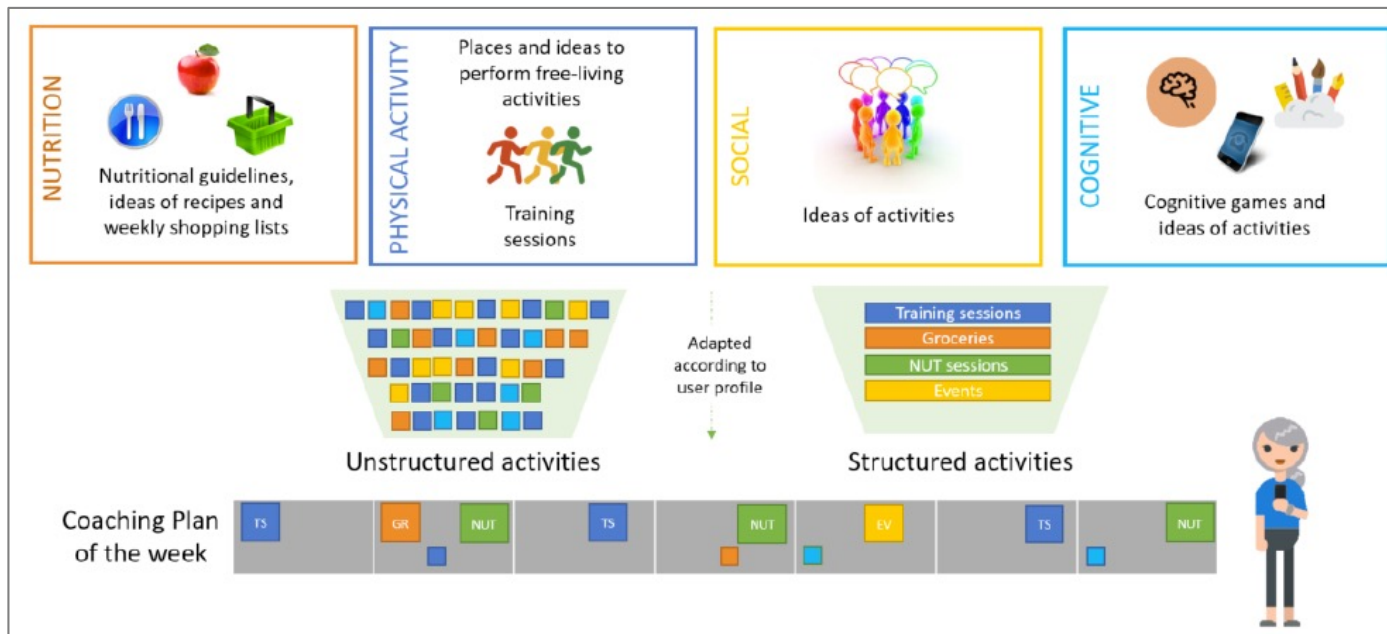 NUTRITION
Nutritional guidelines,
ideas of recipes and
weekly shopping lists
PHYSICAL ACTIVITY
Places and ideas to
perform free-living
activities
Training
sessions
SOCIAL
Ideas of activities
COGNITIVE
Cognitive games and
ideas of activities
Adapted
according to
user profile
Training sessions
Groceries
NUT sessions
Events
Unstructured activities
Structured activities
Coaching Plan
of the week
TS
GR
NUT
TS
NUT
EV
TS
NUT